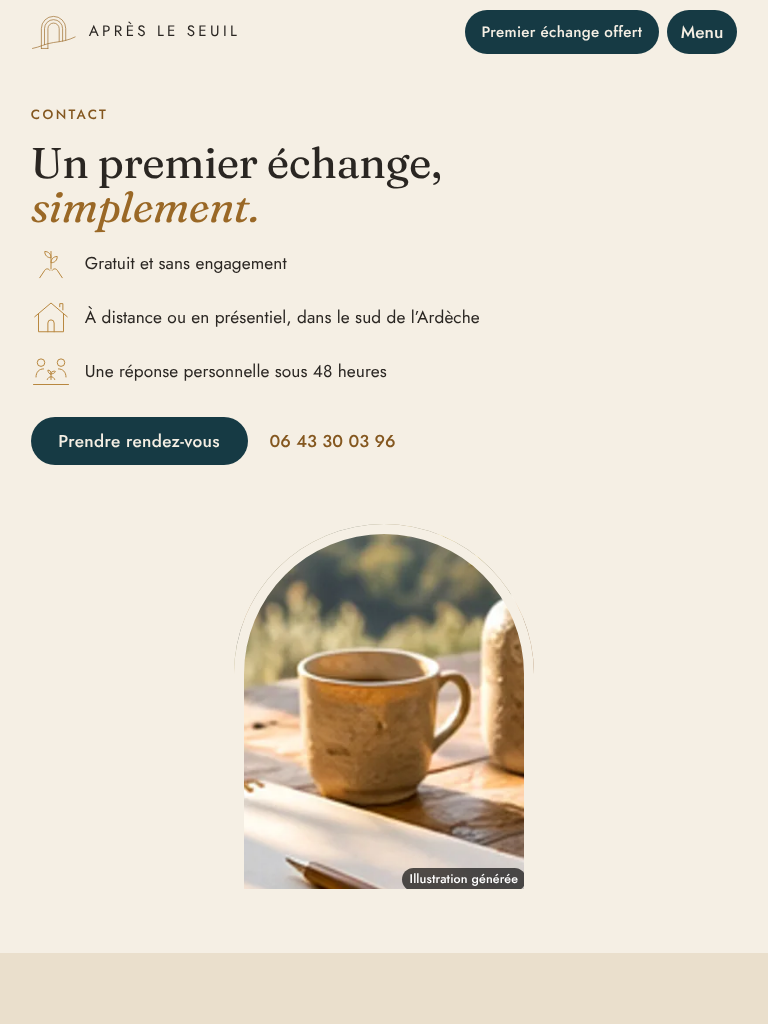 APRÈS LE SEUIL
Premier échange offert
Menu
CONTACT
Un premier échange,
simplement.
Gratuit et sans engagement
À distance ou en présentiel, dans le sud de l'Ardèche
Une réponse personnelle sous 48 heures
Prendre rendez-vous
06 43 30 03 96
Illustration générée